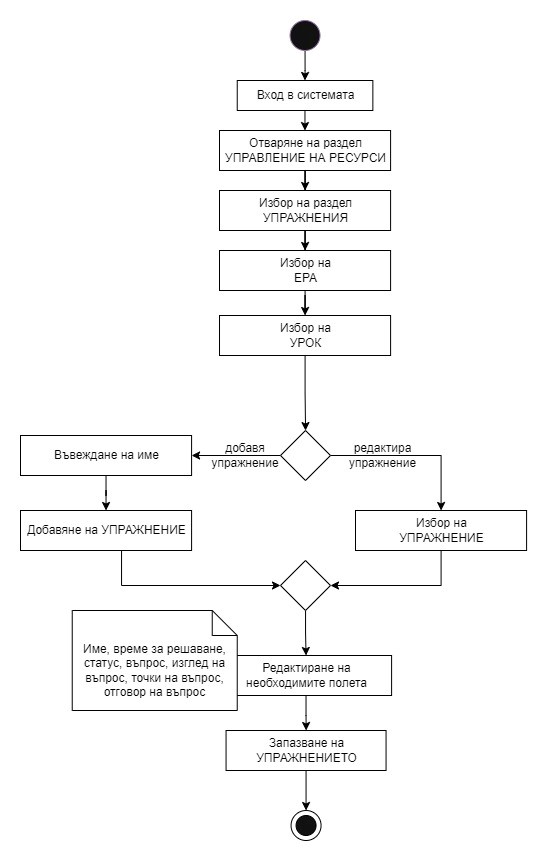 Вход в системата
Отваряне на раздел
УПРАВЛЕНИЕ НА РЕСУРСИ
Избор на раздел
УПРАЖНЕНИЯ
Избор на
ЕРА
Избор на
УРОК
добавя
упражнение
редактира
упражнение
Въвеждане на име
Добавяне на УПРАЖНЕНИЕ
Избор на
УПРАЖНЕНИЕ
Име, време за решаване,
статус, въпрос, изглед на
въпрос, точки на въпрос,
отговор на въпрос
Редактиране на
необходимите полета
Запазване на
УПРАЖНЕНИЕТО